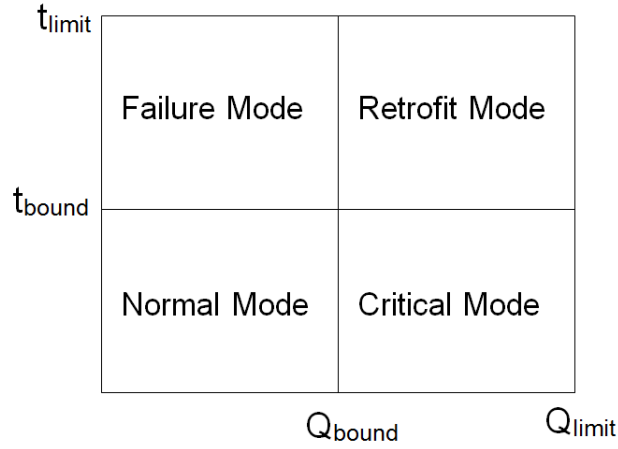 t_limit
Failure Mode Retrofit Mode
t_bound
Normal Mode Critical Mode
Q_bound Q_limit